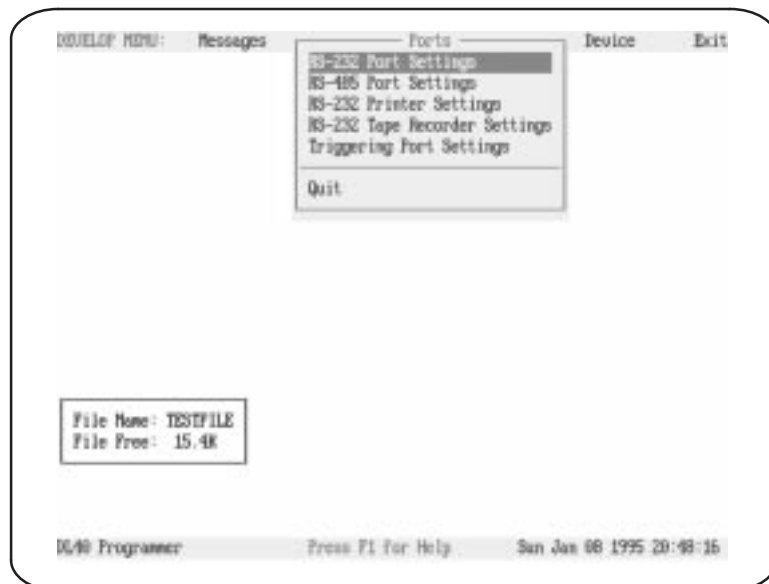 DEVELOP MENU: Messages Ports Device Exit
RS-232 Port Settings
RS-485 Port Settings
RS-232 Printer Settings
RS-232 Tape Recorder Settings
Triggering Port Settings
Quit
File Name: TESTFILE
File Free: 15.4K
DL40 Programmer Press F1 for Help Sun Jan 08 1995 20:48:16